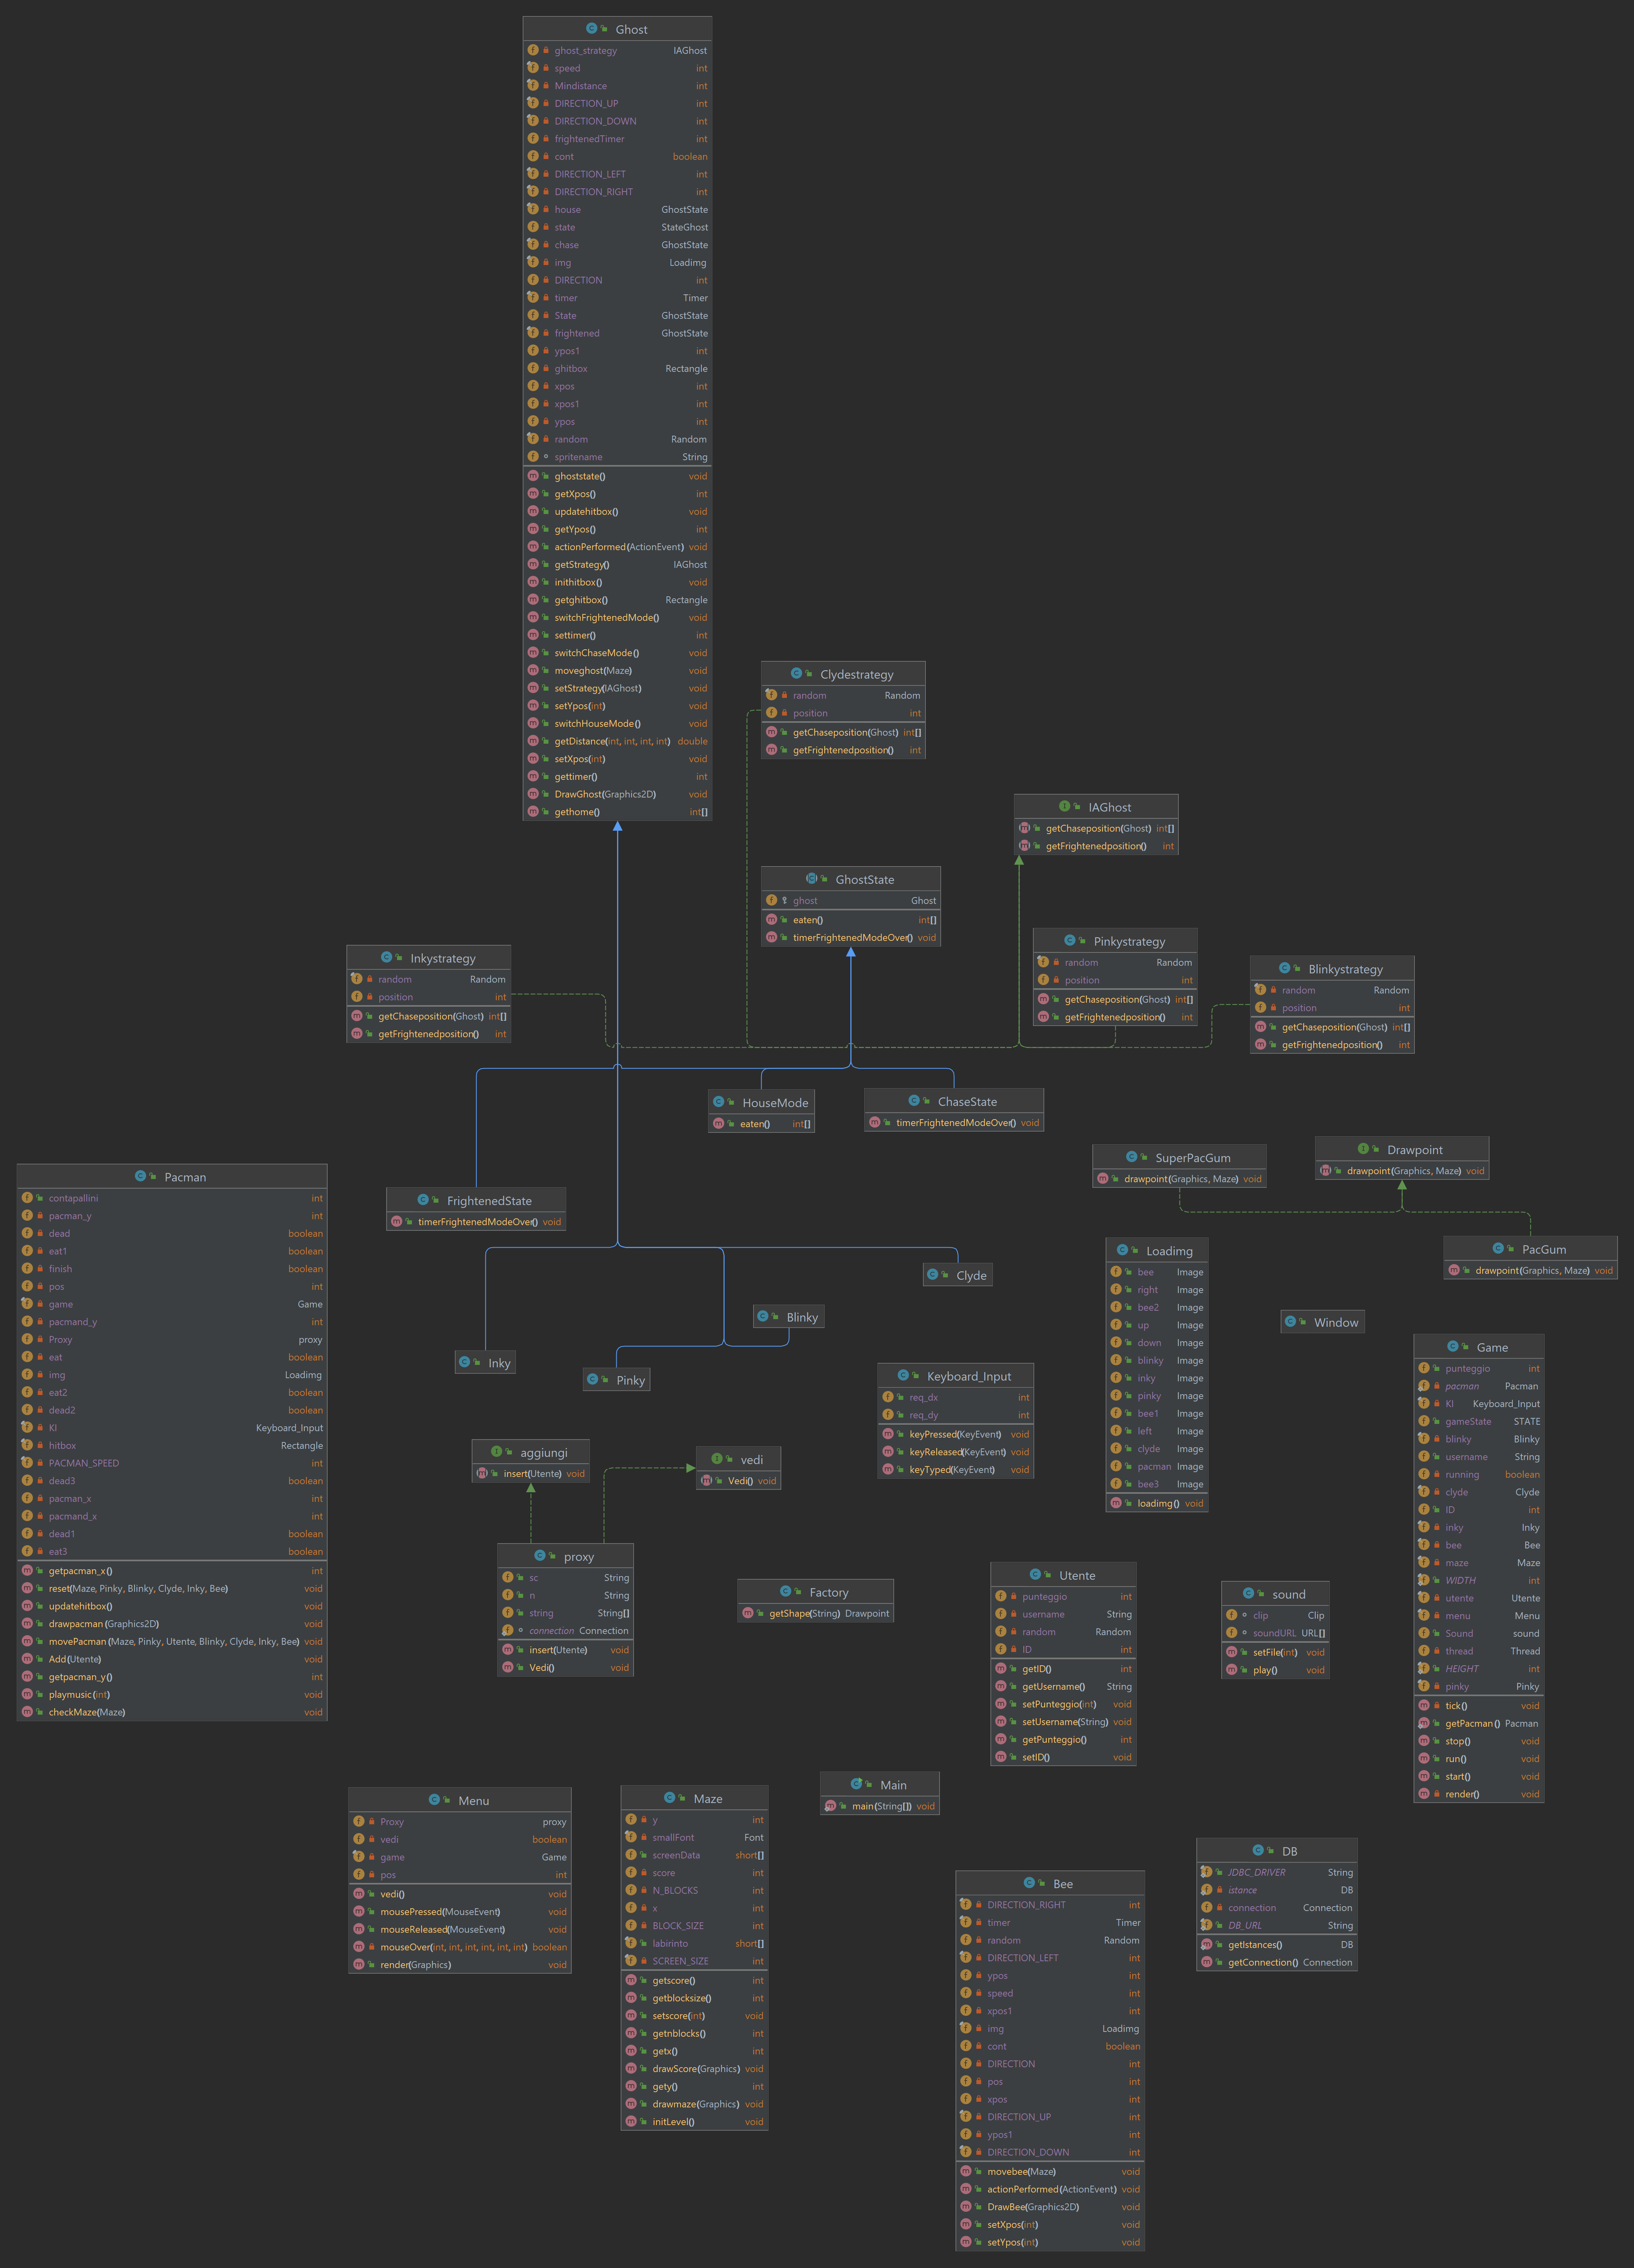 Ghost
ghost_strategy IAGhost
speed int
Mindistance int
DIRECTION_UP int
DIRECTION_DOWN int
frightenedTimer int
cont boolean
DIRECTION_LEFT int
DIRECTION_RIGHT int
house GhostState
state StateGhost
chase GhostState
img Loadimg
DIRECTION int
timer Timer
State GhostState
frightened GhostState
ypos1 int
ghitbox Rectangle
xpos int
xpos1 int
ypos int
random Random
spritename String
ghoststate() void
getXpos() int
updatehitbox() void
getYpos() int
actionPerformed(ActionEvent) void
getStrategy() IAGhost
inithitbox() void
getghitbox() Rectangle
switchFrightenedMode() void
settimer() int
switchChaseMode() void
moveghost(Maze) void
setStrategy(IAGhost) void
setYpos(int) void
switchHouseMode() void
getDistance(int, int, int, int) double
setXpos(int) void
gettimer() int
DrawGhost(Graphics2D) void
gethome() int[]
Clydestrategy
random Random
position int
getChaseposition(Ghost) int[]
getFrightenedposition() int
IAGhost
getChaseposition(Ghost) int[]
getFrightenedposition() int
GhostState
ghost Ghost
eaten() int[]
timerFrightenedModeOver() void
Inkystrategy
random Random
position int
getChaseposition(Ghost) int[]
getFrightenedposition() int
Pinkystrategy
random Random
position int
getChaseposition(Ghost) int[]
getFrightenedposition() int
Blinkystrategy
random Random
position int
getChaseposition(Ghost) int[]
getFrightenedposition() int
HouseMode
eaten() int[]
ChaseState
timerFrightenedModeOver() void
SuperPacGum
drawpoint(Graphics, Maze) void
Drawpoint
drawpoint(Graphics, Maze) void
Pacman
contapallini int
pacman_y int
dead boolean
eat1 boolean
finish boolean
pos int
game Game
pacmand_y int
Proxy proxy
eat boolean
img Loadimg
eat2 boolean
dead2 boolean
KI Keyboard_Input
hitbox Rectangle
PACMAN_SPEED int
dead3 boolean
pacman_x int
pacmand_x int
dead1 boolean
eat3 boolean
getpacman_x() int
reset(Maze, Pinky, Blinky, Clyde, Inky, Bee) void
updatehitbox() void
drawpacman(Graphics2D) void
movePacman(Maze, Pinky, Utente, Blinky, Clyde, Inky, Bee) void
Add(Utente) void
getpacman_y() int
playmusic(int) void
checkMaze(Maze) void
FrightenedState
timerFrightenedModeOver() void
PacGum
drawpoint(Graphics, Maze) void
Loadimg
bee Image
right Image
bee2 Image
up Image
down Image
blinky Image
inky Image
pinky Image
bee1 Image
left Image
clyde Image
pacman Image
bee3 Image
loadimg() void
Clyde
Blinky
Window
Inky
Pinky
Keyboard_Input
req_dx int
req_dy int
keyPressed(KeyEvent) void
keyReleased(KeyEvent) void
keyTyped(KeyEvent) void
Game
punteggio int
pacman Pacman
KI Keyboard_Input
gameState STATE
blinky Blinky
username String
running boolean
clyde Clyde
ID int
inky Inky
bee Bee
maze Maze
WIDTH int
utente Utente
menu Menu
Sound sound
thread Thread
HEIGHT int
pinky Pinky
tick() void
getPacman() Pacman
stop() void
run() void
start() void
render() void
aggiungi
insert(Utente) void
vedi
Vedi() void
proxy
sc String
n String
string String[]
connection Connection
insert(Utente) void
Vedi() void
Factory
getShape(String) Drawpoint
Utente
punteggio int
username String
random Random
ID int
getID() int
getUsername() String
setPunteggio(int) void
setUsername(String) void
getPunteggio() int
setID() void
sound
clip Clip
soundURL URL[]
setFile(int) void
play() void
Menu
Proxy proxy
vedi boolean
game Game
pos int
vedi() void
mousePressed(MouseEvent) void
mouseReleased(MouseEvent) void
mouseOver(int, int, int, int, int, int) boolean
render(Graphics) void
Maze
y int
smallFont Font
screenData short[]
score int
N_BLOCKS int
x int
BLOCK_SIZE int
labirinto short[]
SCREEN_SIZE int
getscore() int
getblocksize() int
setscore(int) void
getnblocks() int
getx() int
drawScore(Graphics) void
gety() int
drawmaze(Graphics) void
initLevel() void
Main
main(String[]) void
Bee
DIRECTION_RIGHT int
timer Timer
random Random
DIRECTION_LEFT int
ypos int
speed int
xpos1 int
img Loadimg
cont boolean
DIRECTION int
pos int
xpos int
DIRECTION_UP int
ypos1 int
DIRECTION_DOWN int
movebee(Maze) void
actionPerformed(ActionEvent) void
DrawBee(Graphics2D) void
setXpos(int) void
setYpos(int) void
DB
JDBC_DRIVER String
istance DB
connection Connection
DB_URL String
getIstances() DB
getConnection() Connection